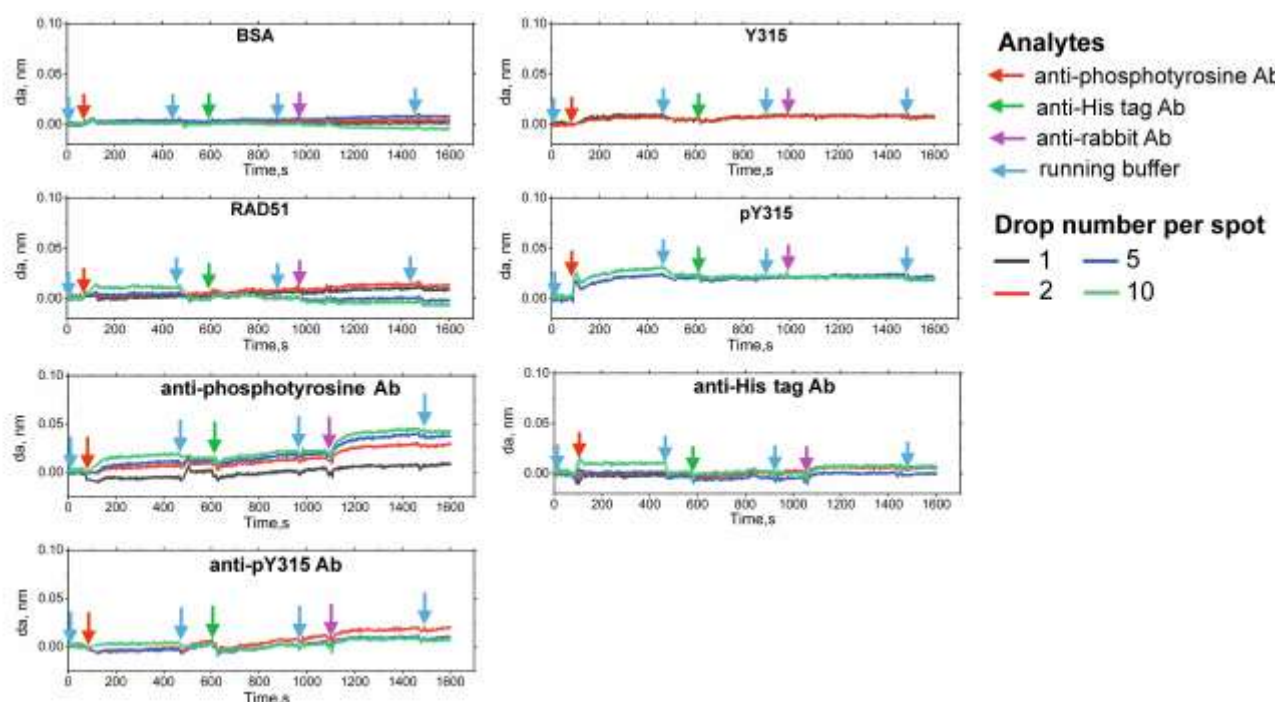 BSA
da, nm
0.10
0.05
0.00
0 200 400 600 800 1000 1200 1400 1600
Time,s
Y315
da, nm
0.10
0.05
0.00
0 200 400 600 800 1000 1200 1400 1600
Time,s
RAD51
da, nm
0.10
0.05
0.00
0 200 400 600 800 1000 1200 1400 1600
Time,s
pY315
da, nm
0.10
0.05
0.00
0 200 400 600 800 1000 1200 1400 1600
Time,s
anti-phosphotyrosine Ab
da, nm
0.10
0.05
0.00
0 200 400 600 800 1000 1200 1400 1600
Time,s
anti-His tag Ab
da, nm
0.10
0.05
0.00
0 200 400 600 800 1000 1200 1400 1600
Time,s
anti-pY315 Ab
da, nm
0.10
0.05
0.00
0 200 400 600 800 1000 1200 1400 1600
Time,s
Analytes
anti-phosphotyrosine Ab
anti-His tag Ab
anti-rabbit Ab
running buffer
Drop number per spot
1 5
2 10